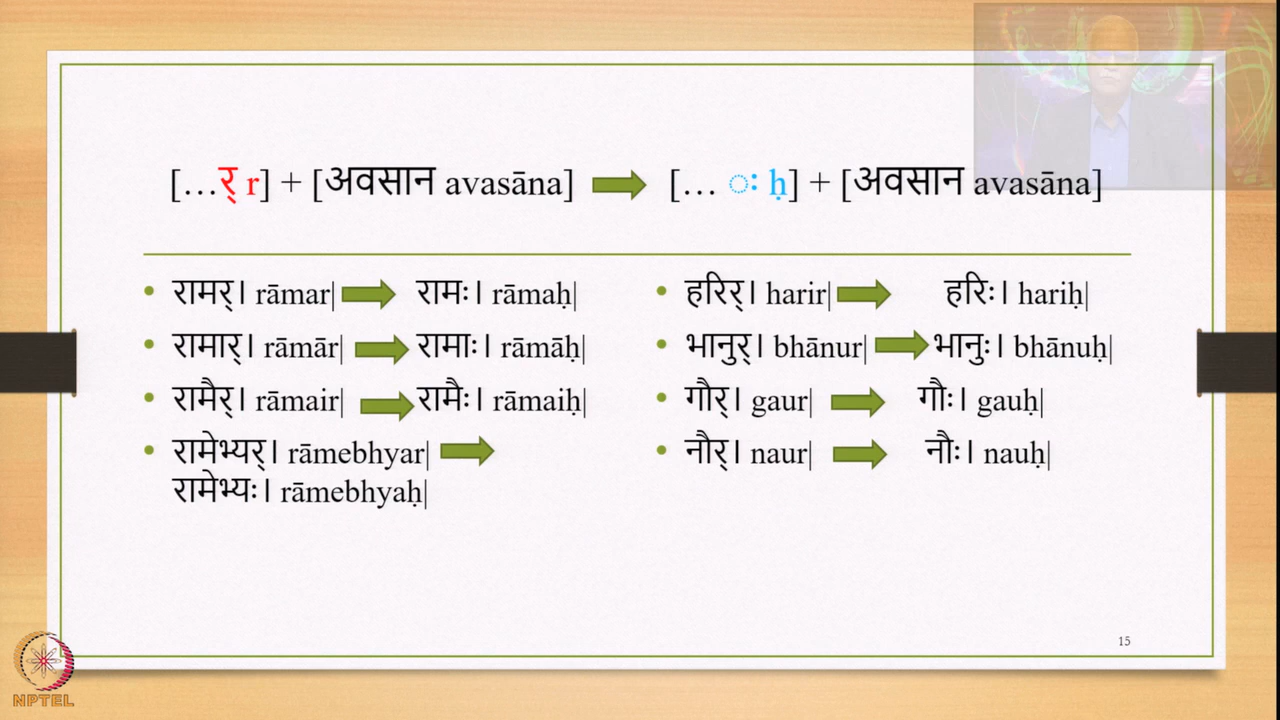 […र् r] + [अवसान avasāna] [… ः ḥ] + [अवसान avasāna]
• रामर्। rāmar| रामः। rāmaḥ|
• रामार्। rāmār| रामाः। rāmāḥ|
• रामैर्। rāmair| रामैः। rāmaiḥ|
• रामेभ्यर्। rāmebhyar|
रामेभ्यः। rāmebhyaḥ|
• हरिर्। harir| हरिः। hariḥ|
• भानुर्। bhānur| भानुः। bhānuḥ|
• गौर्। gaur| गौः। gauḥ|
• नौर्। naur| नौः। nauḥ|
15
NPTEL